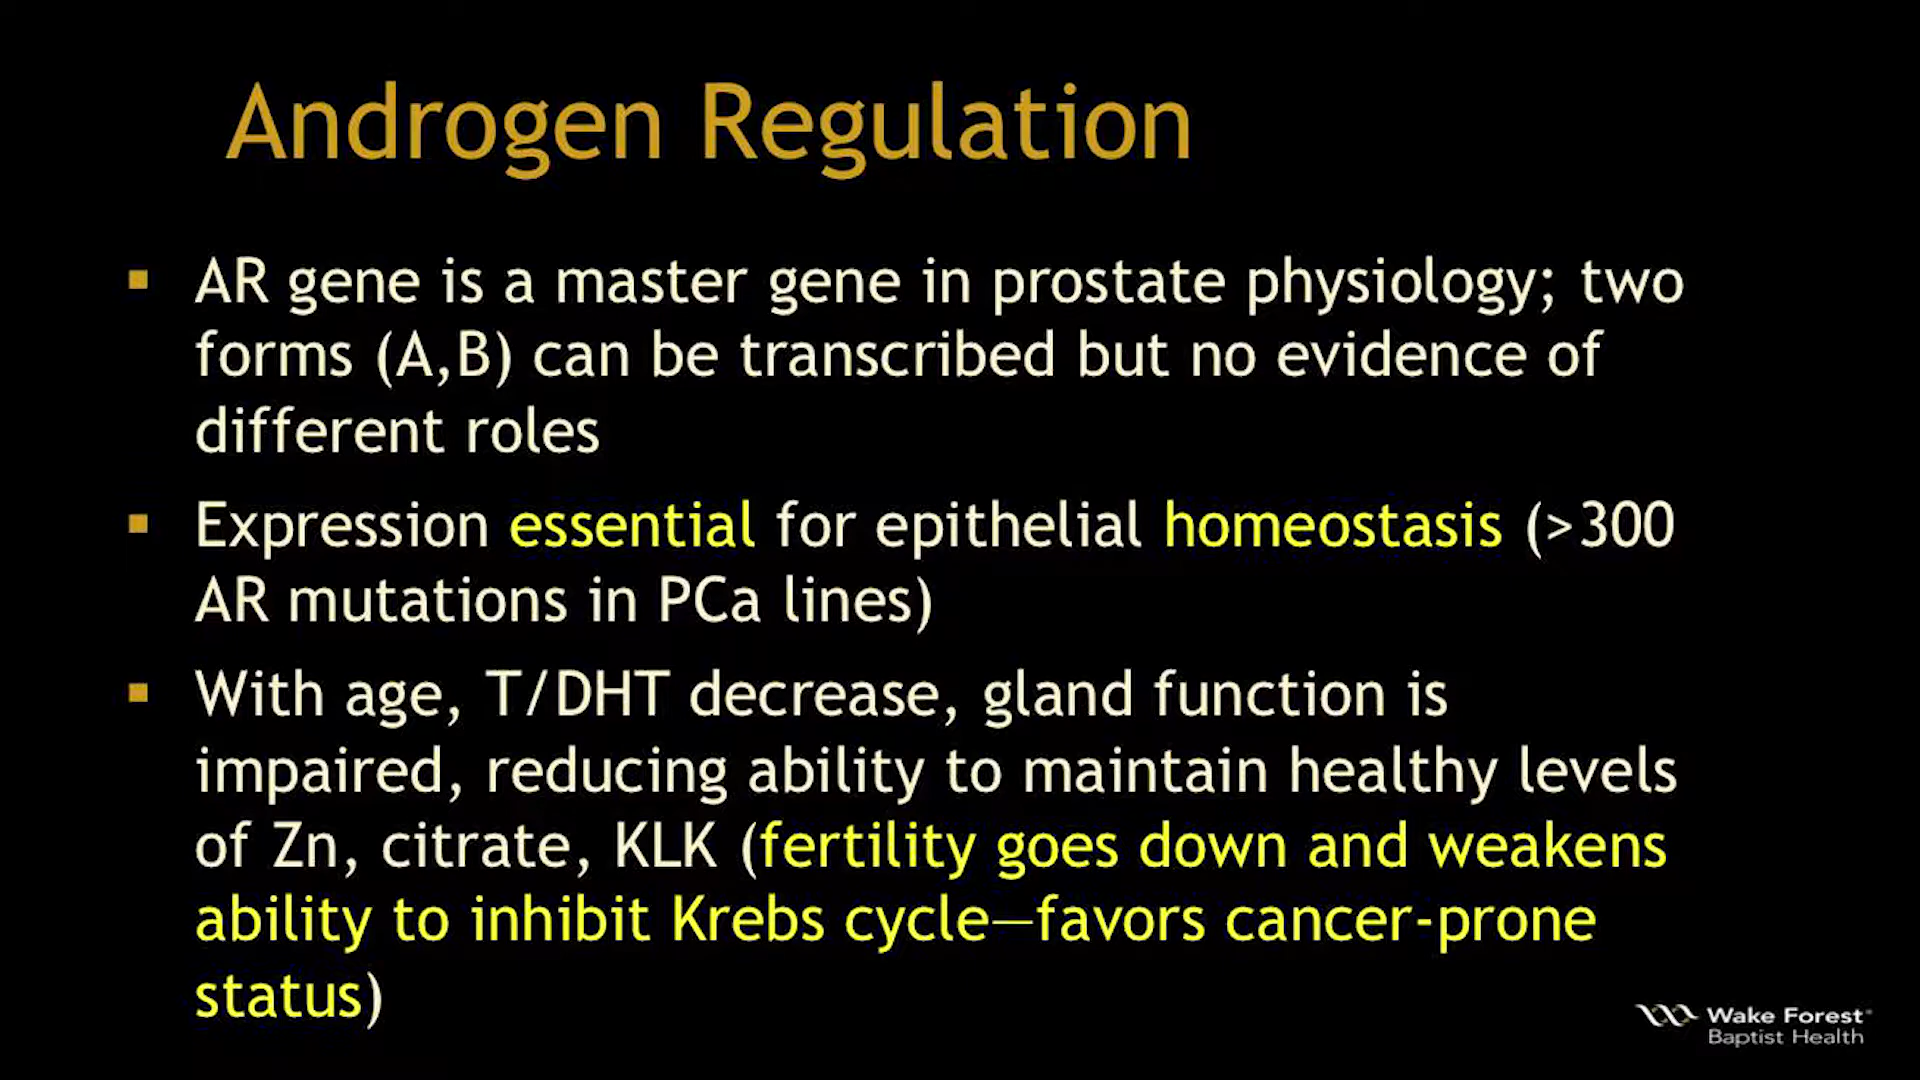 Androgen Regulation
▪ AR gene is a master gene in prostate physiology; two
forms (A,B) can be transcribed but no evidence of
different roles
▪ Expression essential for epithelial homeostasis (>300
AR mutations in PCa lines)
▪ With age, T/DHT decrease, gland function is
impaired, reducing ability to maintain healthy levels
of Zn, citrate, KLK (fertility goes down and weakens
ability to inhibit Krebs cycle—favors cancer-prone
status)
Wake Forest®
Baptist Health